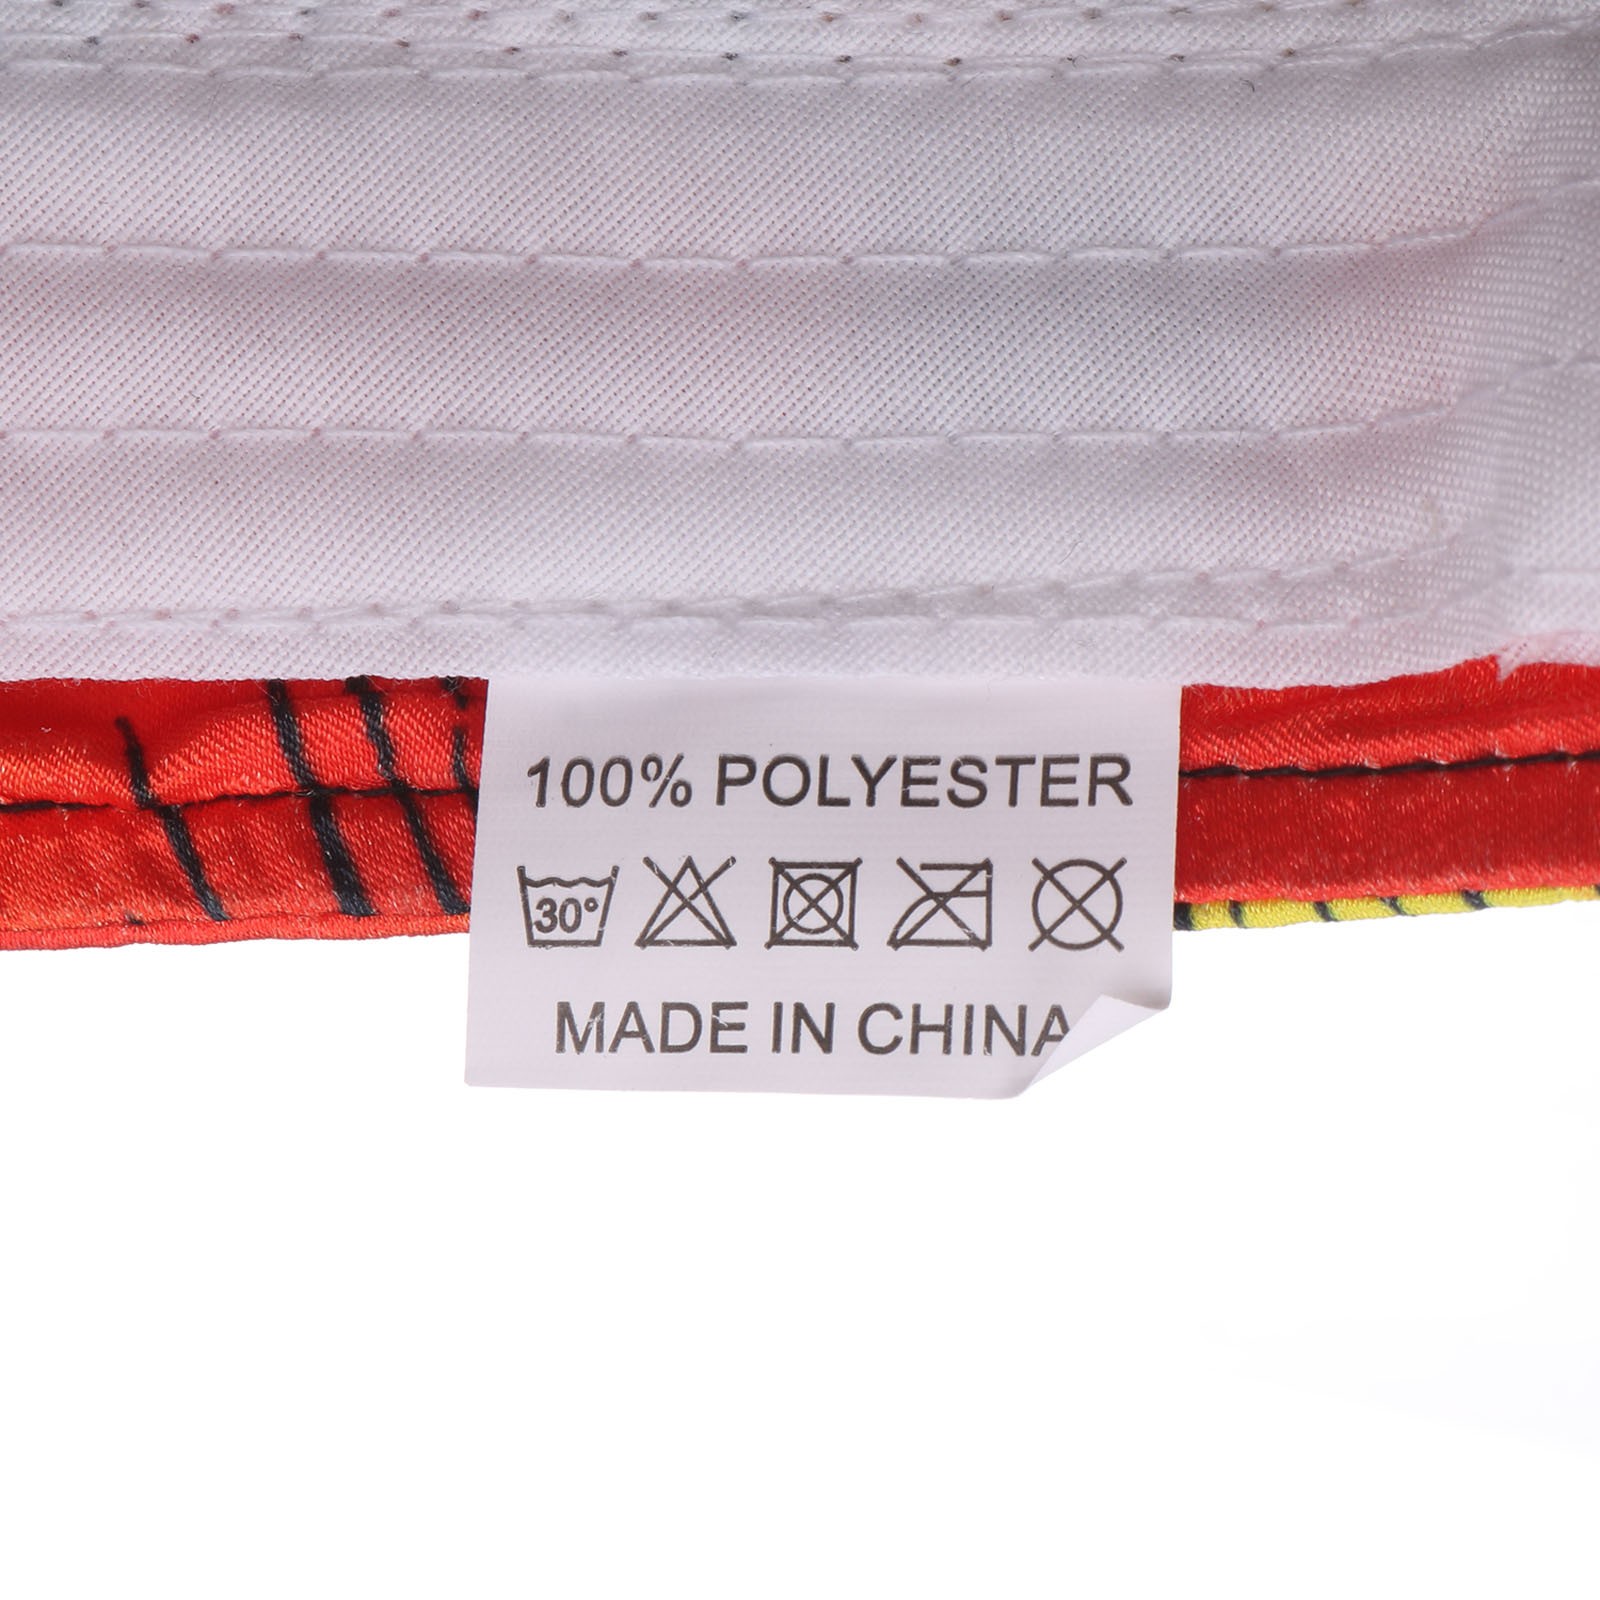 100% POLYESTER
30°
MADE IN CHINA